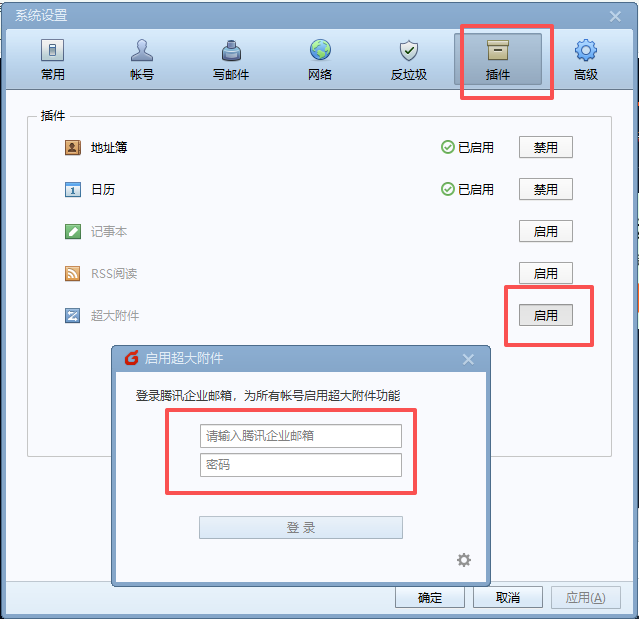 系统设置
常用
帐号
写邮件
网络
反垃圾
插件
高级
插件
地址簿
已启用
禁用
日历
已启用
禁用
记事本
启用
RSS阅读
启用
超大附件
启用
启用超大附件
登录腾讯企业邮箱，为所有帐号启用超大附件功能
请输入腾讯企业邮箱
密码
登 录
确定
取消
应用(A)